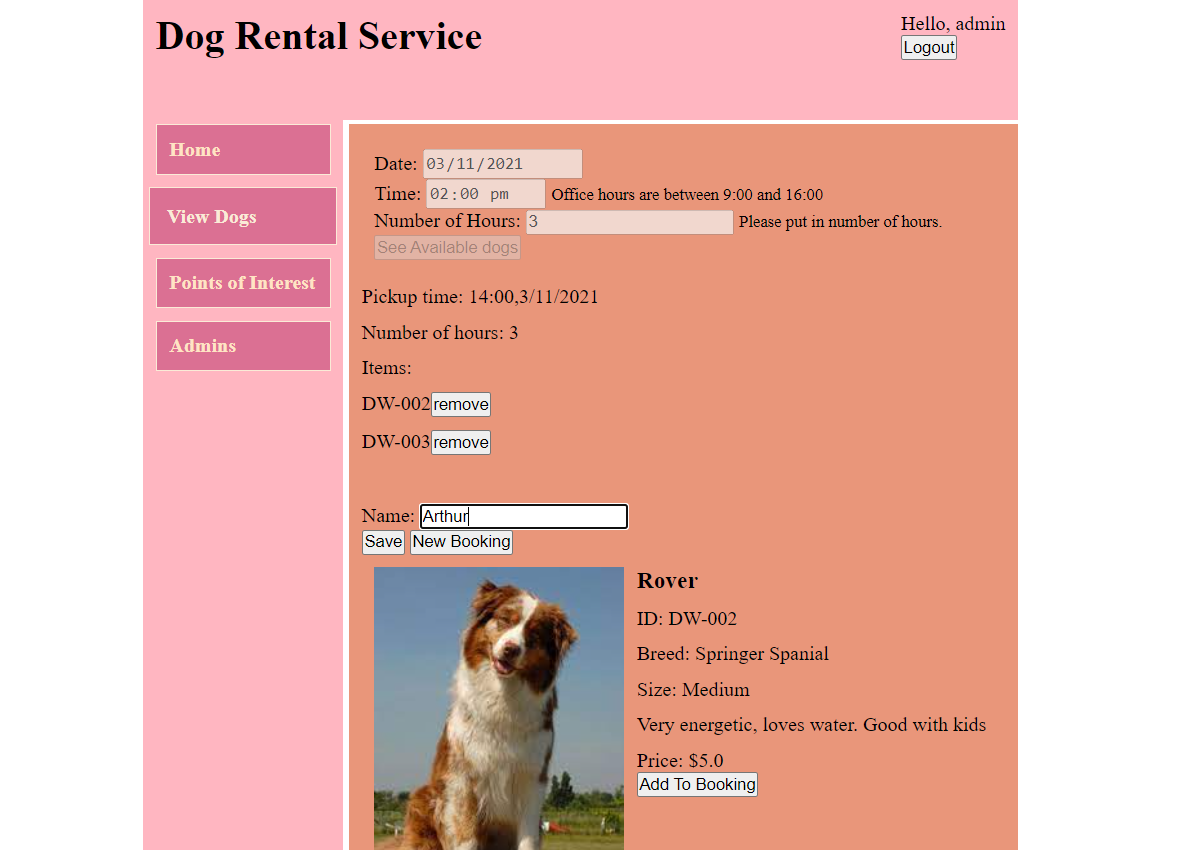 Dog Rental Service
Hello, admin
Logout
Home
View Dogs
Points of Interest
Admins
Date: 03/11/2021
Time: 02:00 pm Office hours are between 9:00 and 16:00
Number of Hours: 3 Please put in number of hours.
See Available dogs
Pickup time: 14:00,3/11/2021
Number of hours: 3
Items:
DW-002 remove
DW-003 remove
Name: Arthur
Save New Booking
Rover
ID: DW-002
Breed: Springer Spanial
Size: Medium
Very energetic, loves water. Good with kids
Price: $5.0
Add To Booking